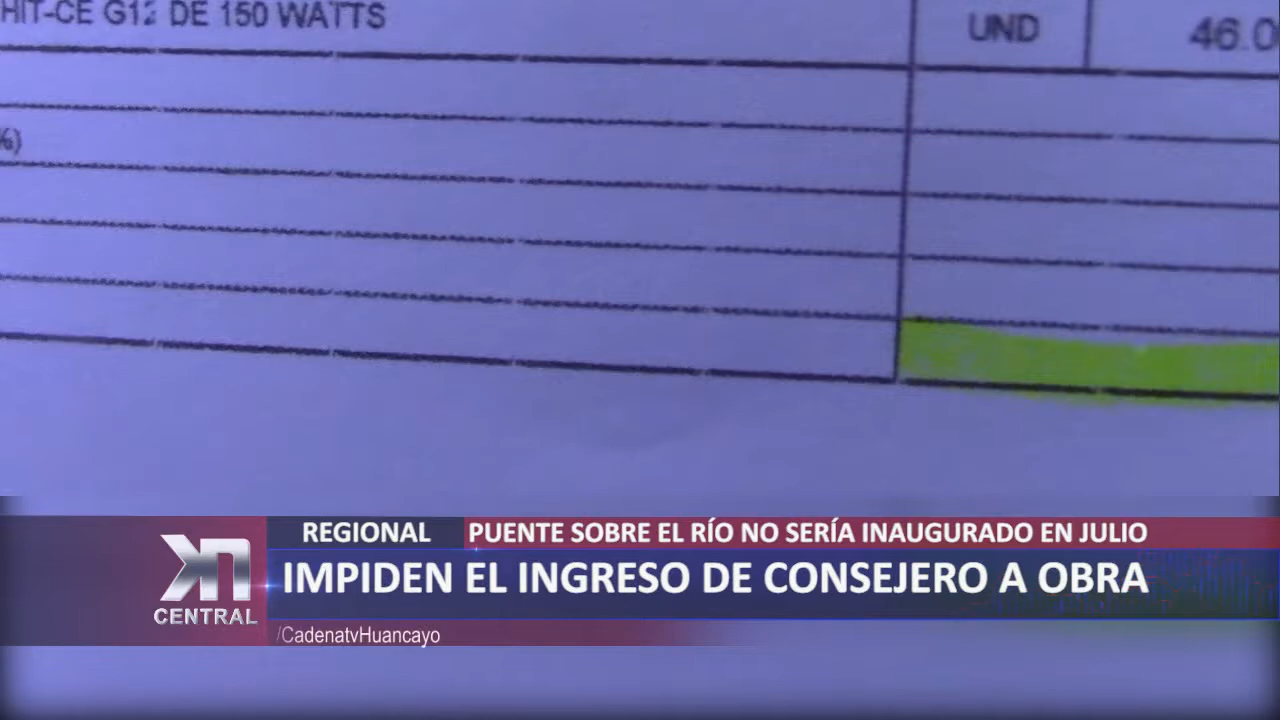 HIT-CE G12 DE 150 WATTS
UND
46.0
%)
REGIONAL
PUENTE SOBRE EL RÍO NO SERÍA INAUGURADO EN JULIO
IMPIDEN EL INGRESO DE CONSEJERO A OBRA
CENTRAL
/CadenatvHuancayo